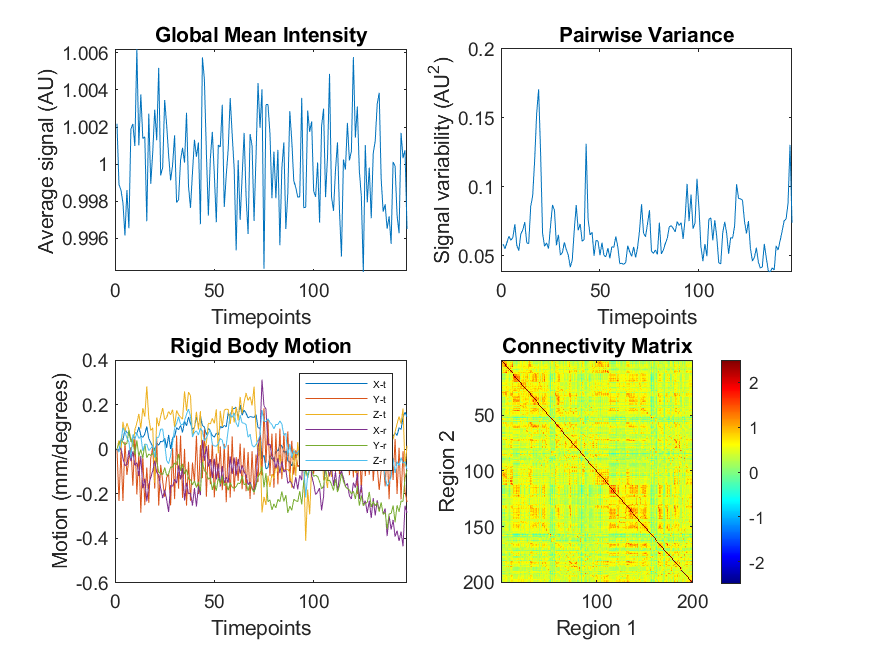 Global Mean Intensity
Average signal (AU)
1.006
1.004
1.002
1
0.998
0.996
0
50
100
Timepoints
Pairwise Variance
Signal variability (AU²)
0.2
0.15
0.1
0.05
0
50
100
Timepoints
Rigid Body Motion
Motion (mm/degrees)
0.4
0.2
0
-0.2
-0.4
-0.6
0
50
100
Timepoints
X-t
Y-t
Z-t
X-r
Y-r
Z-r
Connectivity Matrix
Region 2
50
100
150
200
100
200
Region 1
2
1
0
-1
-2